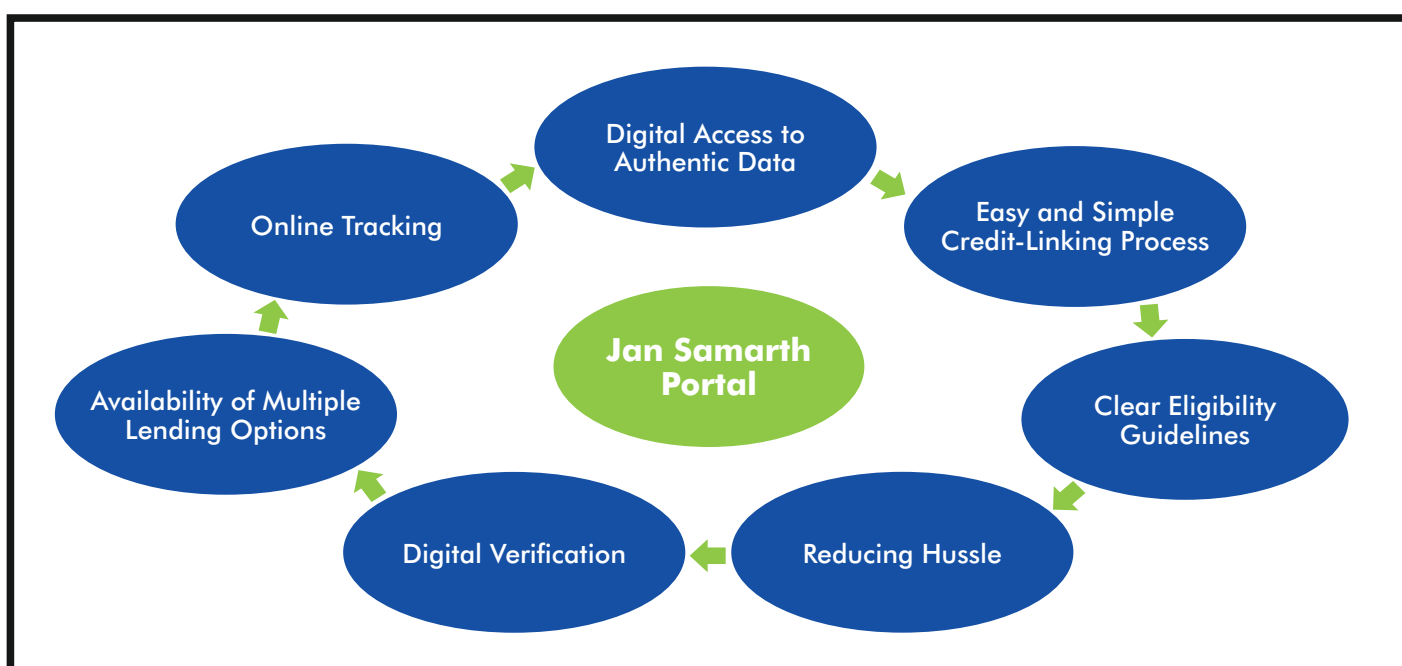 Digital Access to
Authentic Data
Easy and Simple
Credit-Linking Process
Clear Eligibility
Guidelines
Reducing Hussle
Digital Verification
Availability of Multiple
Lending Options
Online Tracking
Jan Samarth
Portal